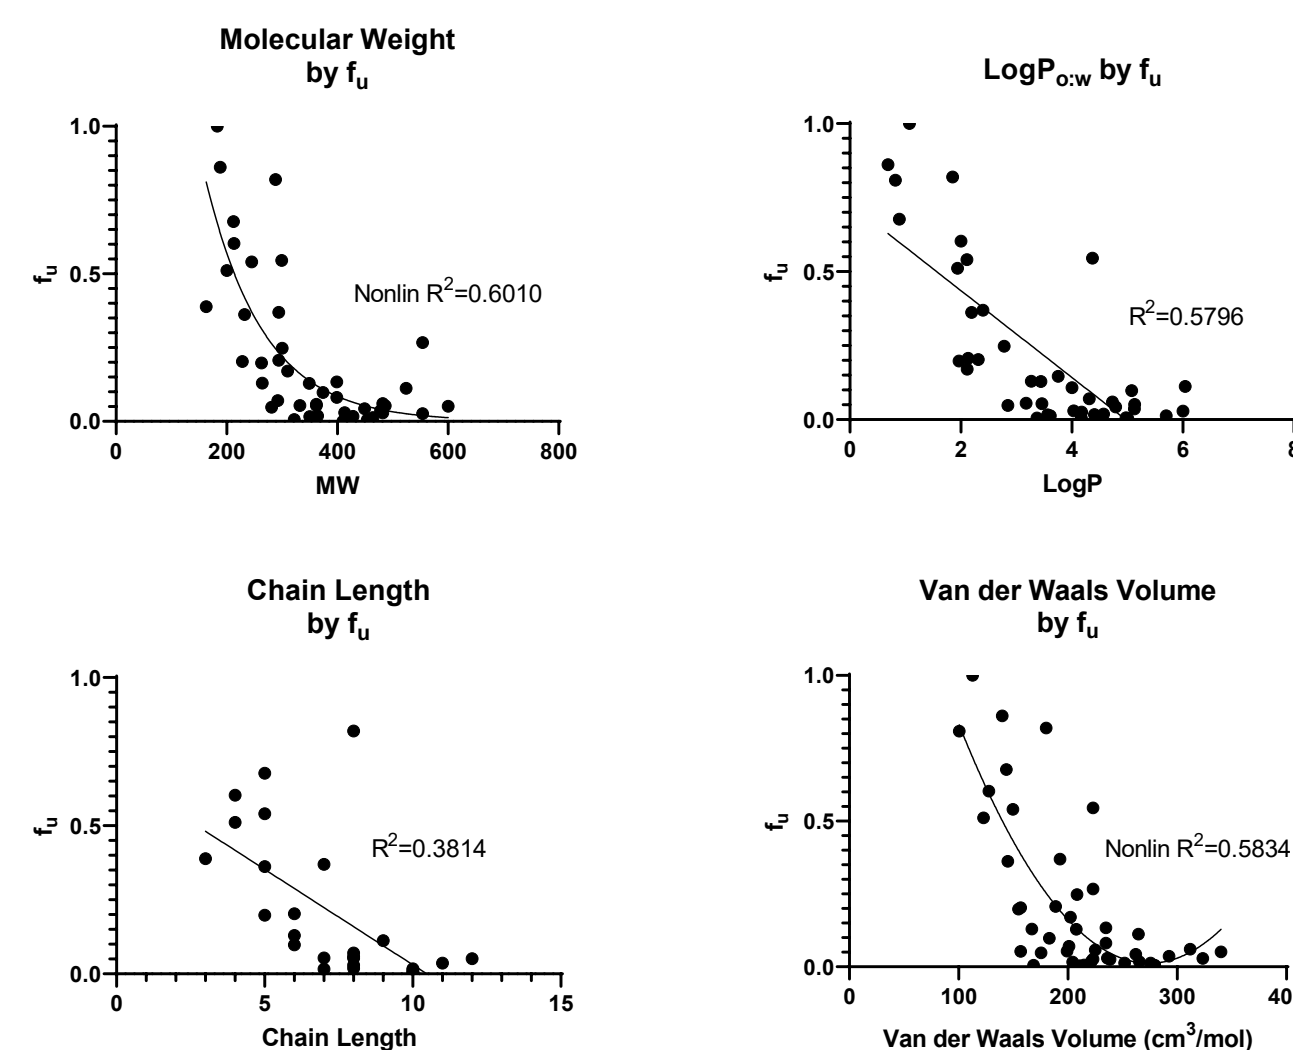 Molecular Weight
by fu
1.0
0.5
0.0
fu
Nonlin R2=0.6010
0 200 400 600 800
MW
LogPo:w by fu
1.0
0.5
0.0
fu
R2=0.5796
0 2 4 6 8
LogP
Chain Length
by fu
1.0
0.5
0.0
fu
R2=0.3814
0 5 10 15
Chain Length
Van der Waals Volume
by fu
1.0
0.5
0.0
fu
Nonlin R2=0.5834
0 100 200 300 40
Van der Waals Volume (cm3/mol)